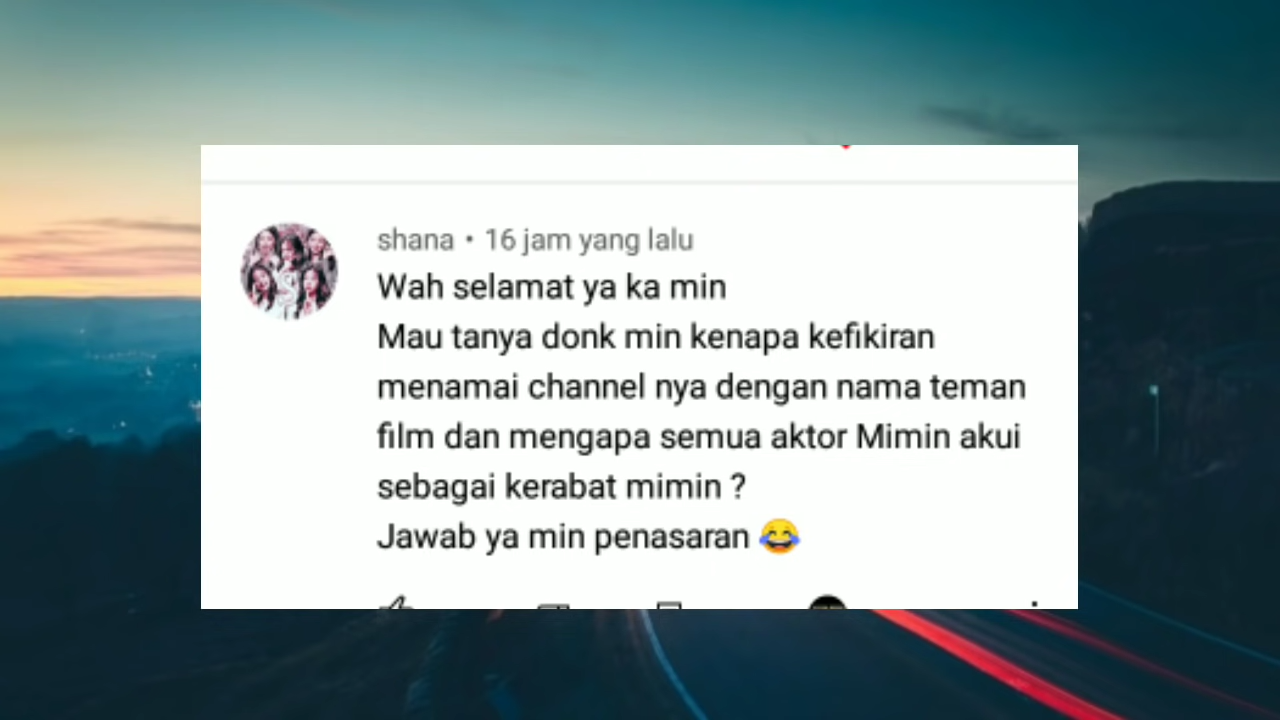 shana • 16 jam yang lalu
Wah selamat ya ka min
Mau tanya donk min kenapa kefikiran
menamai channel nya dengan nama teman
film dan mengapa semua aktor Mimin akui
sebagai kerabat mimin ?
Jawab ya min penasaran 😂